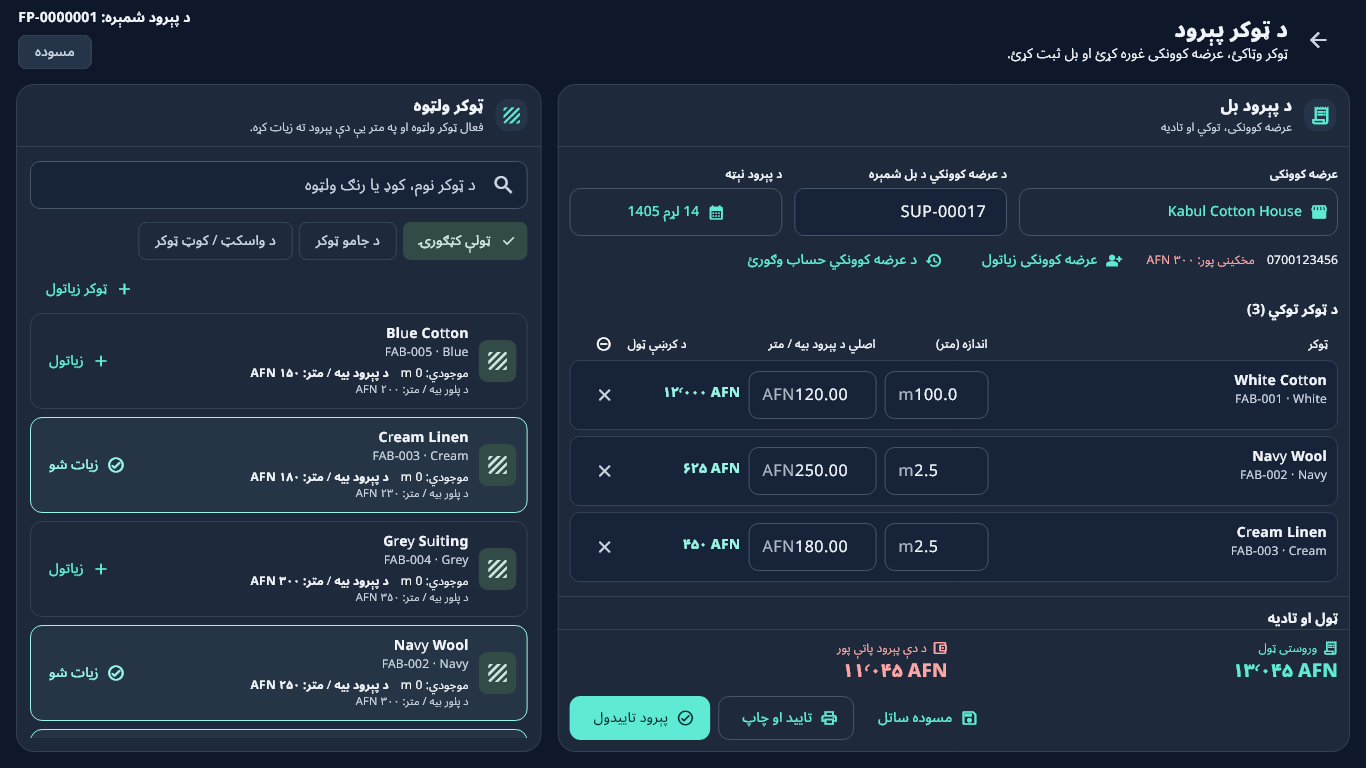 د ټوکر پېرود
ټوکر وټاکئ، عرضه کوونکی غوره کړئ او بل ثبت کړئ.
د پېرود شمېره: FP-0000001
مسوده
د پېرود بل
عرضه کوونکی، توکي او تادیه
عرضه کوونکی
د عرضه کوونکي د بل شمېره
د پېرود نېټه
Kabul Cotton House
SUP-00017
14 لړم 1405
0700123456
مخکینی پور: ۳۰۰ AFN
عرضه کوونکی زیاتول
د عرضه کوونکي حساب وګورئ
د ټوکر توکي (3)
ټوکر
اندازه (متر)
اصلي د پېرود بیه / متر
د کرښې ټول
White Cotton
FAB-001 · White
m100.0
AFN120.00
۱۲٬۰۰۰ AFN
Navy Wool
FAB-002 · Navy
m2.5
AFN250.00
۶۲۵ AFN
Cream Linen
FAB-003 · Cream
m2.5
AFN180.00
۴۵۰ AFN
ټول او تادیه
وروستی ټول
۱۳٬۰۴۵ AFN
د دې پېرود پاتې پور
۱۱٬۰۴۵ AFN
مسوده ساتل
تایید او چاپ
پېرود تاییدول
ټوکر ولټوه
فعال ټوکر ولټوه او په متر یې دې پېرود ته زیات کړه.
د ټوکر نوم، کوډ یا رنګ ولټوه
ټولې کټګورۍ
د جامو ټوکر
د واسکټ / کوټ ټوکر
ټوکر زیاتول
Blue Cotton
FAB-005 · Blue
موجودي: 0 m د پېرود بیه / متر: ۱۵۰ AFN
د پلور بیه / متر: ۲۰۰ AFN
زیاتول
Cream Linen
FAB-003 · Cream
موجودي: 0 m د پېرود بیه / متر: ۱۸۰ AFN
د پلور بیه / متر: ۲۳۰ AFN
زیات شو
Grey Suiting
FAB-004 · Grey
موجودي: 0 m د پېرود بیه / متر: ۳۰۰ AFN
د پلور بیه / متر: ۳۵۰ AFN
زیاتول
Navy Wool
FAB-002 · Navy
موجودي: 0 m د پېرود بیه / متر: ۲۵۰ AFN
د پلور بیه / متر: ۳۰۰ AFN
زیات شو